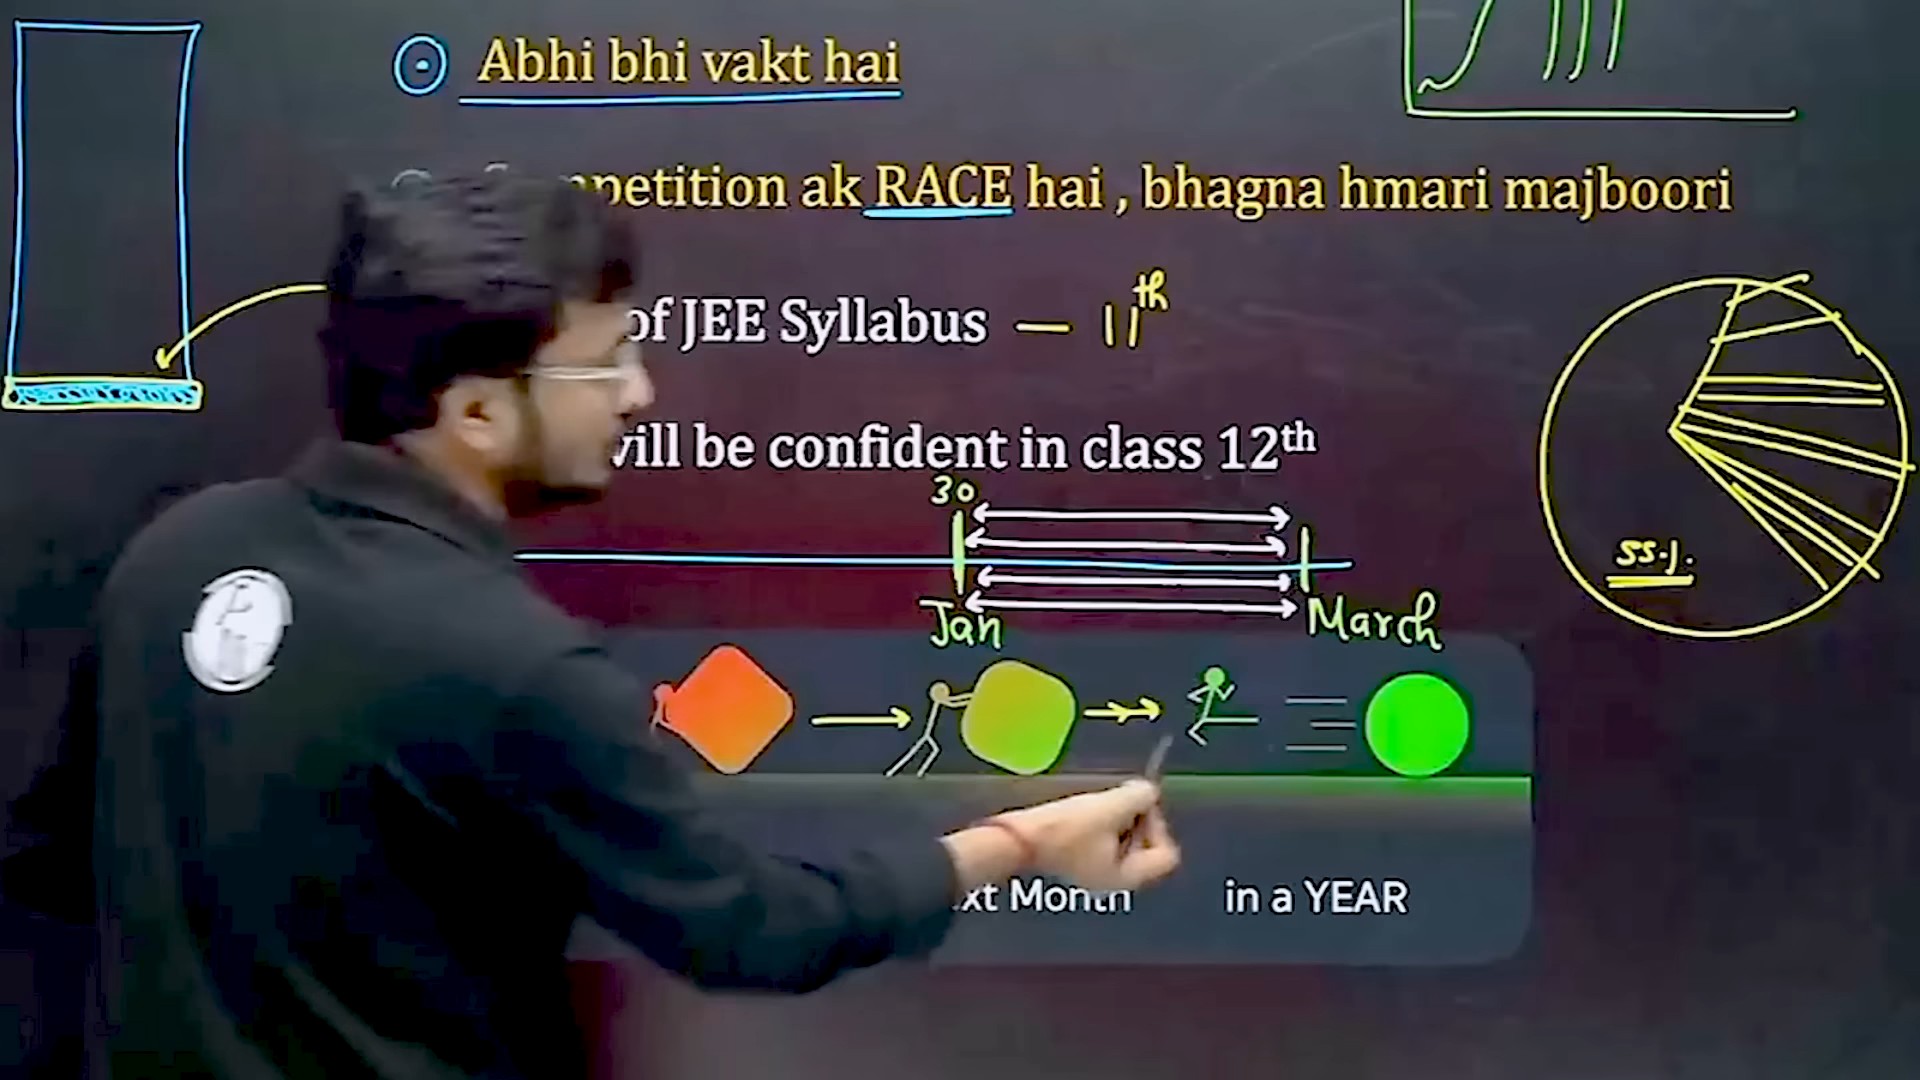 Abhi bhi vakt hai
petition ak RACE hai , bhagna hmari majboori
of JEE Syllabus — 11th
will be confident in class 12th
30
Jan March
55.j.
Month in a YEAR